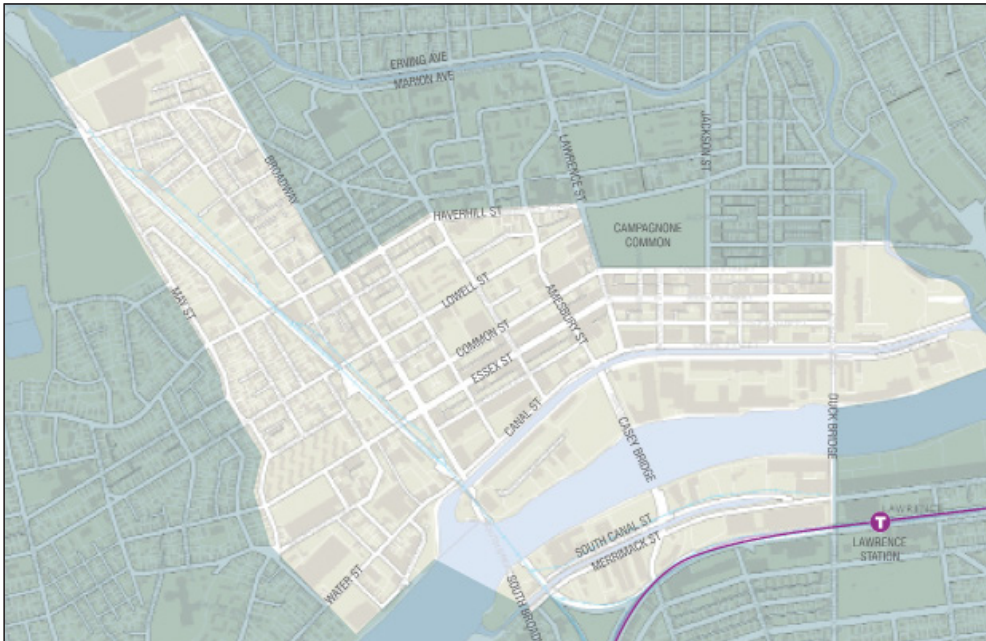 ERVING AVE
MARION AVE
JACKSON ST
LAWRENCE ST
BROADWAY
HAVERHILL ST
CAMPAGNONE
COMMON
MAY ST
LOWELL ST
AMESBURY ST
COMMON ST
ESSEX ST
CANAL ST
CASEY BRIDGE
DUCK BRIDGE
SOUTH CANAL ST
MERRIMACK ST
LAWRENCE
T
LAWRENCE
STATION
WATER ST
SOUTH BROAD